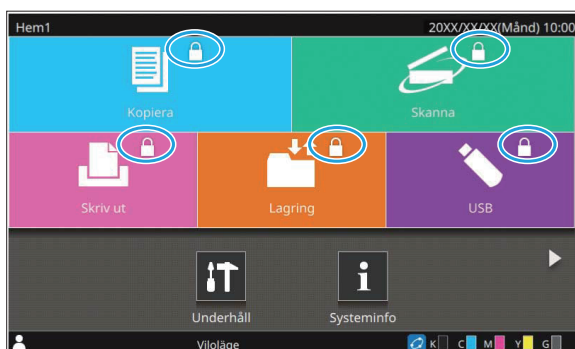 Hem1 20XX/XX/XX(Månd) 10:00
Kopiera Skanna
Skriv ut Lagring USB
Underhåll Systeminfo
Viloläge K C M Y G